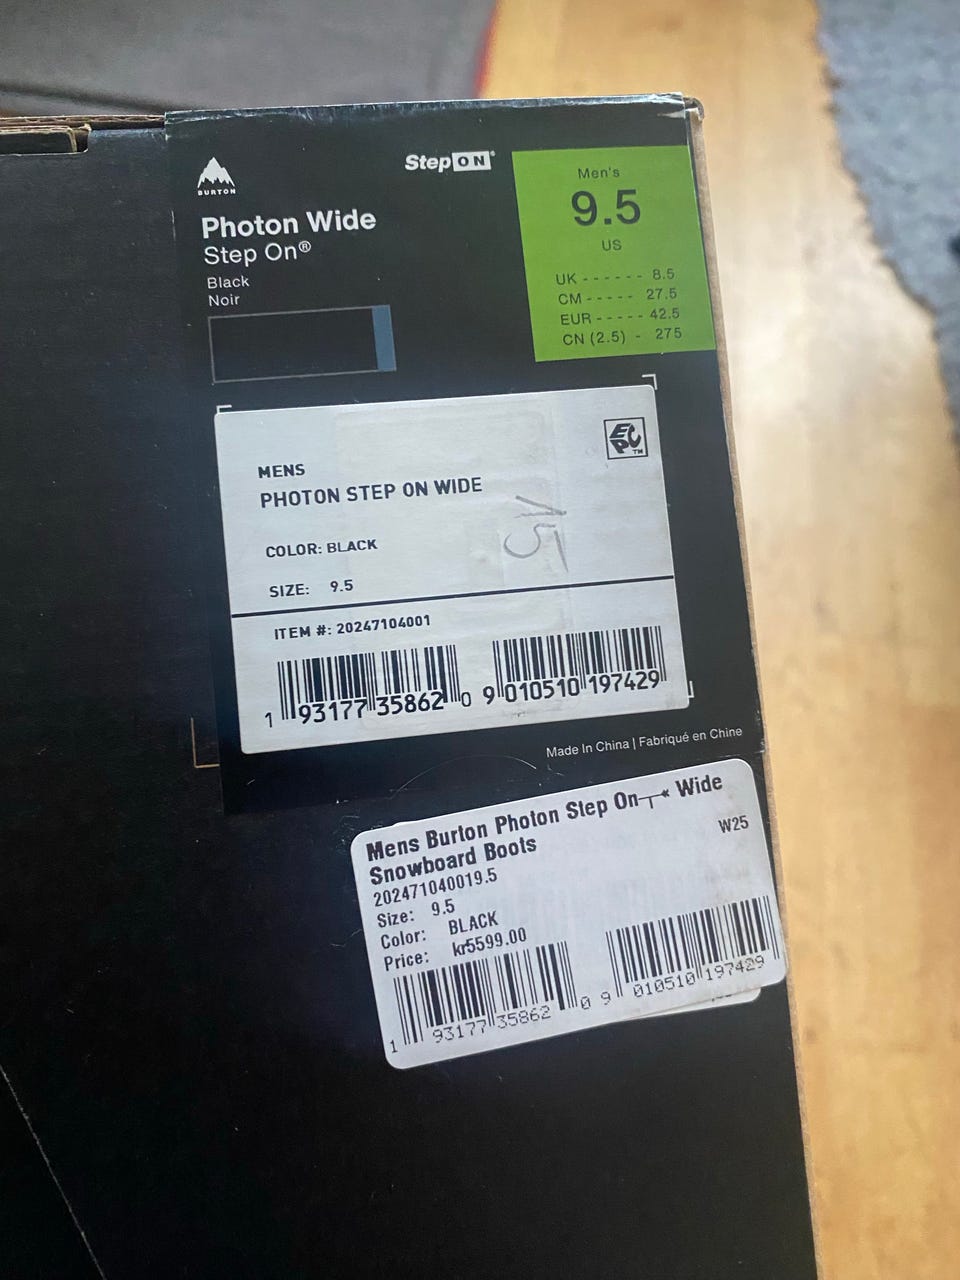 BURTON
StepON®
Photon Wide
Step On®
Black
Noir
Men's
9.5
US
UK - - - - - - 8.5
CM - - - - - 27.5
EUR - - - - - 42.5
CN (2.5) - 275
EPC™
MENS
PHOTON STEP ON WIDE
15
COLOR: BLACK
SIZE: 9.5
ITEM #: 20247104001
1 93177 35862 0 9 010510 197429
Made In China | Fabriqué en Chine
Mens Burton Photon Step On┬« Wide
Snowboard Boots
W25
202471040019.5
Size: 9.5
Color: BLACK
Price: kr5599.00
1 93177 35862 0 9 010510 197429